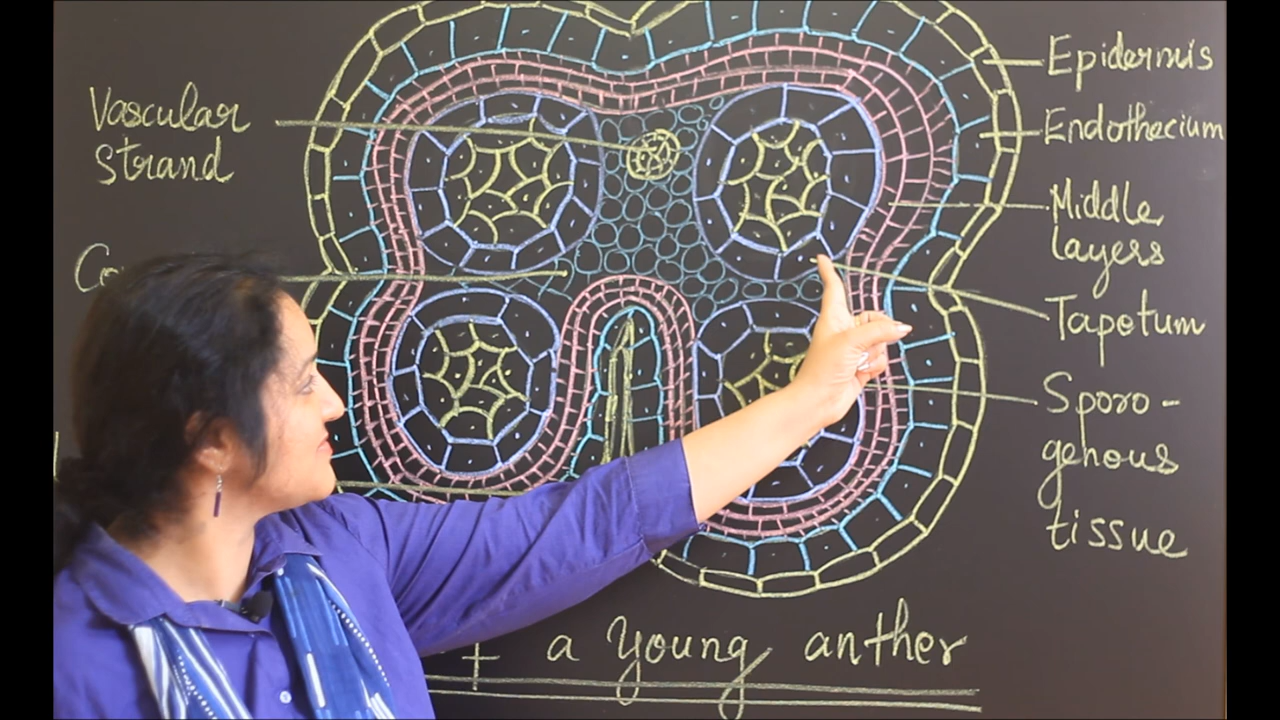 Vascular
strand
Epidermis
Endothecium
Middle
layers
Tapetum
Sporo -
genous
tissue
a young anther